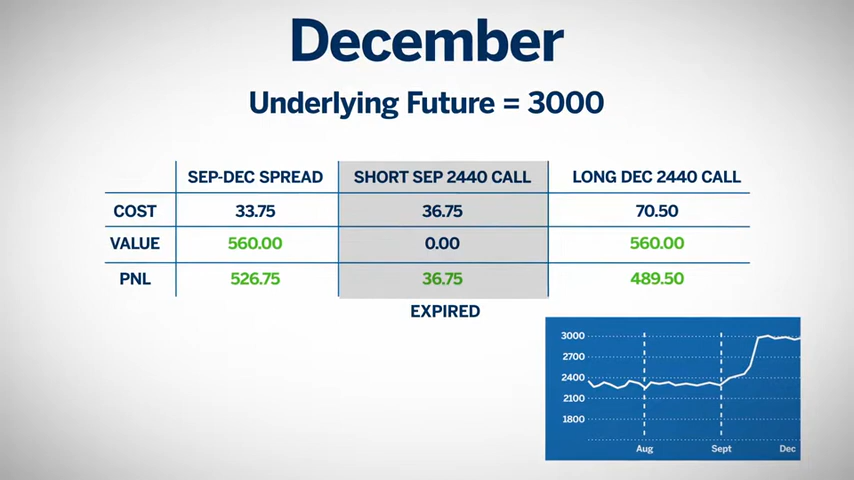 December
Underlying Future = 3000
SEP-DEC SPREAD SHORT SEP 2440 CALL LONG DEC 2440 CALL
COST 33.75 36.75 70.50
VALUE 560.00 0.00 560.00
PNL 526.75 36.75 489.50
EXPIRED
3000
2700
2400
2100
1800
Aug Sept Dec